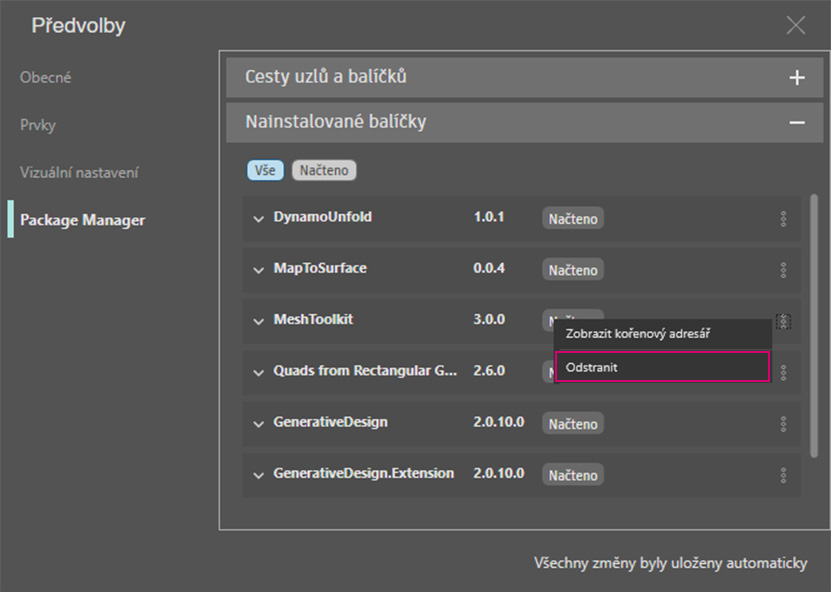 Předvolby
Obecné
Prvky
Vizuální nastavení
Package Manager
Cesty uzlů a balíčků
Nainstalované balíčky
Vše Načteno
DynamoUnfold 1.0.1 Načteno
MapToSurface 0.0.4 Načteno
MeshToolkit 3.0.0
Zobrazit kořenový adresář
Odstranit
Quads from Rectangular G... 2.6.0
GenerativeDesign 2.0.10.0 Načteno
GenerativeDesign.Extension 2.0.10.0 Načteno
Všechny změny byly uloženy automaticky